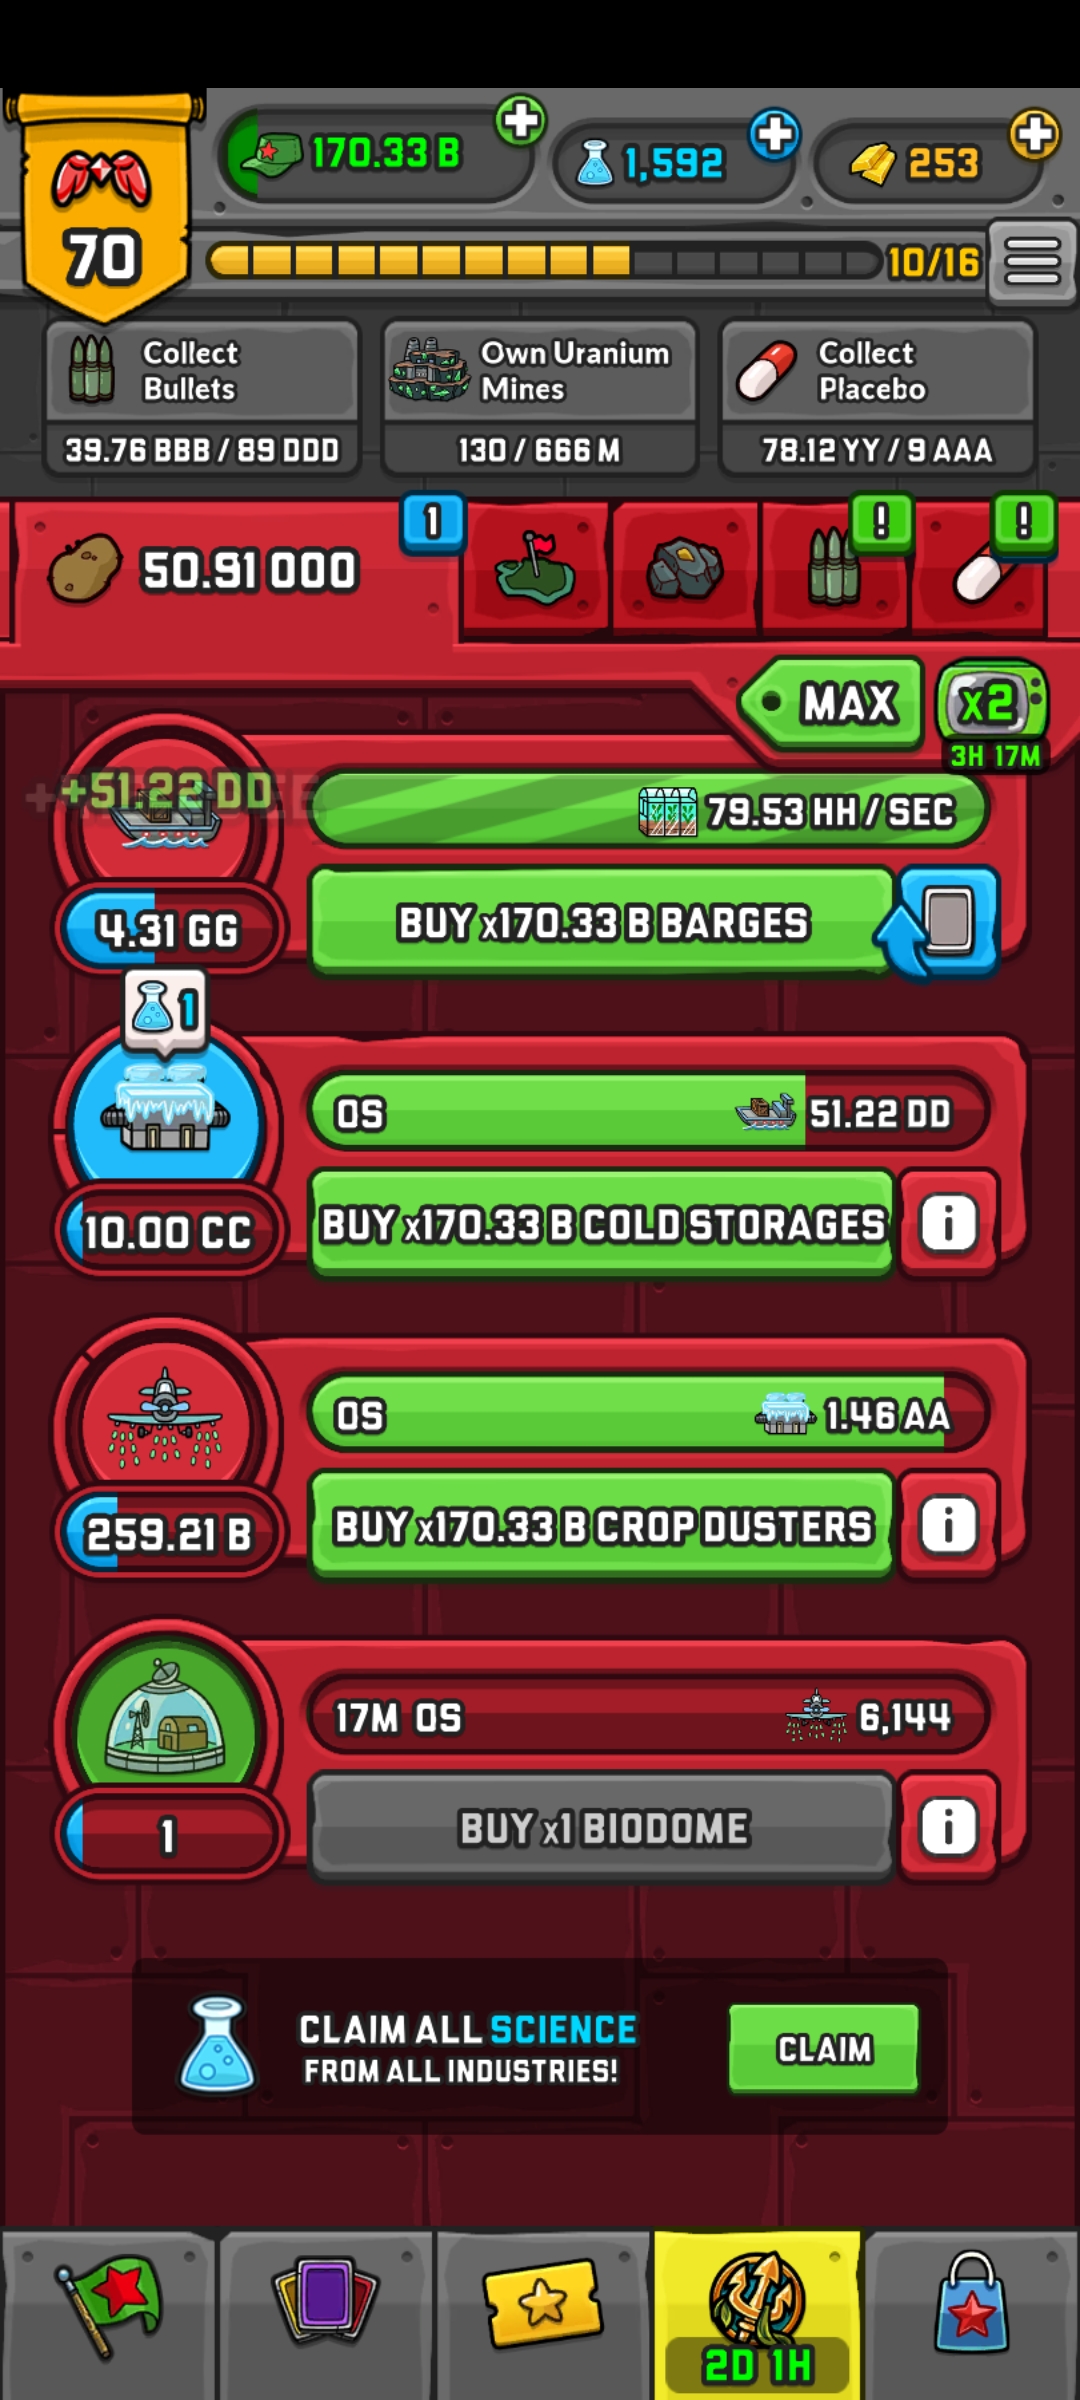 70
170.33 B
1,592
253
10/16
Collect
Bullets
39.76 BBB / 89 DDD
Own Uranium
Mines
130 / 666 M
Collect
Placebo
78.12 YY / 9 AAA
50.91 000
1
!
!
MAX
x2
3H 17M
+51.22 DD
79.53 HH / SEC
4.31 GG
BUY x170.33 B BARGES
1
0S
51.22 DD
10.00 CC
BUY x170.33 B COLD STORAGES
i
0S
1.46 AA
259.21 B
BUY x170.33 B CROP DUSTERS
i
17M 0S
6,144
1
BUY x1 BIODOME
i
CLAIM ALL SCIENCE
FROM ALL INDUSTRIES!
CLAIM
2D 1H